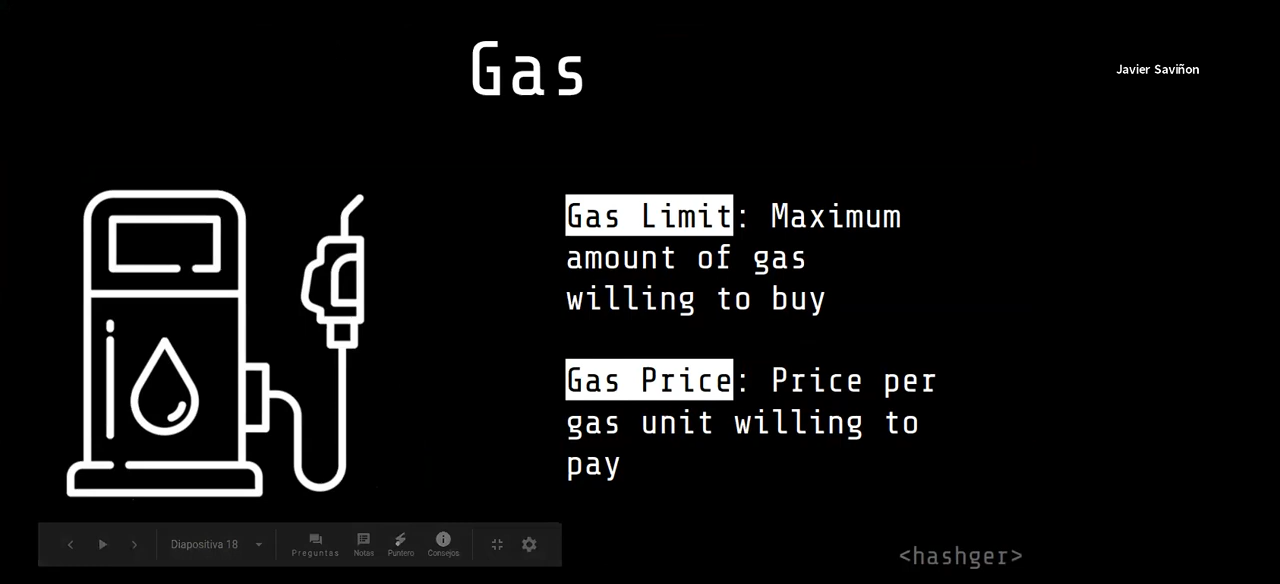 Gas
Javier Saviñon
Gas Limit: Maximum
amount of gas
willing to buy
Gas Price: Price per
gas unit willing to
pay
Diapositiva 18
Preguntas
Notas
Puntero
Consejos
<hashger>